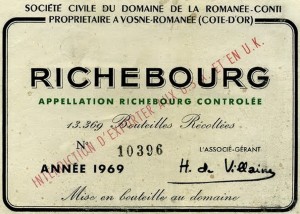 SOCIÉTÉ CIVILE DU DOMAINE DE LA ROMANÉE-CONTI
PROPRIÉTAIRE A VOSNE-ROMANÉE (COTE-D'OR)
RICHEBOURG
APPELLATION RICHEBOURG CONTROLÉE
13.369 Bouteilles Récoltées
N° 10396
L'ASSOCIÉ-GÉRANT
ANNÉE 1969
H. de Villaine
Mise en bouteille au domaine
INTERDICTION D'EXPORTER AUX U.S. ET EN U.K.